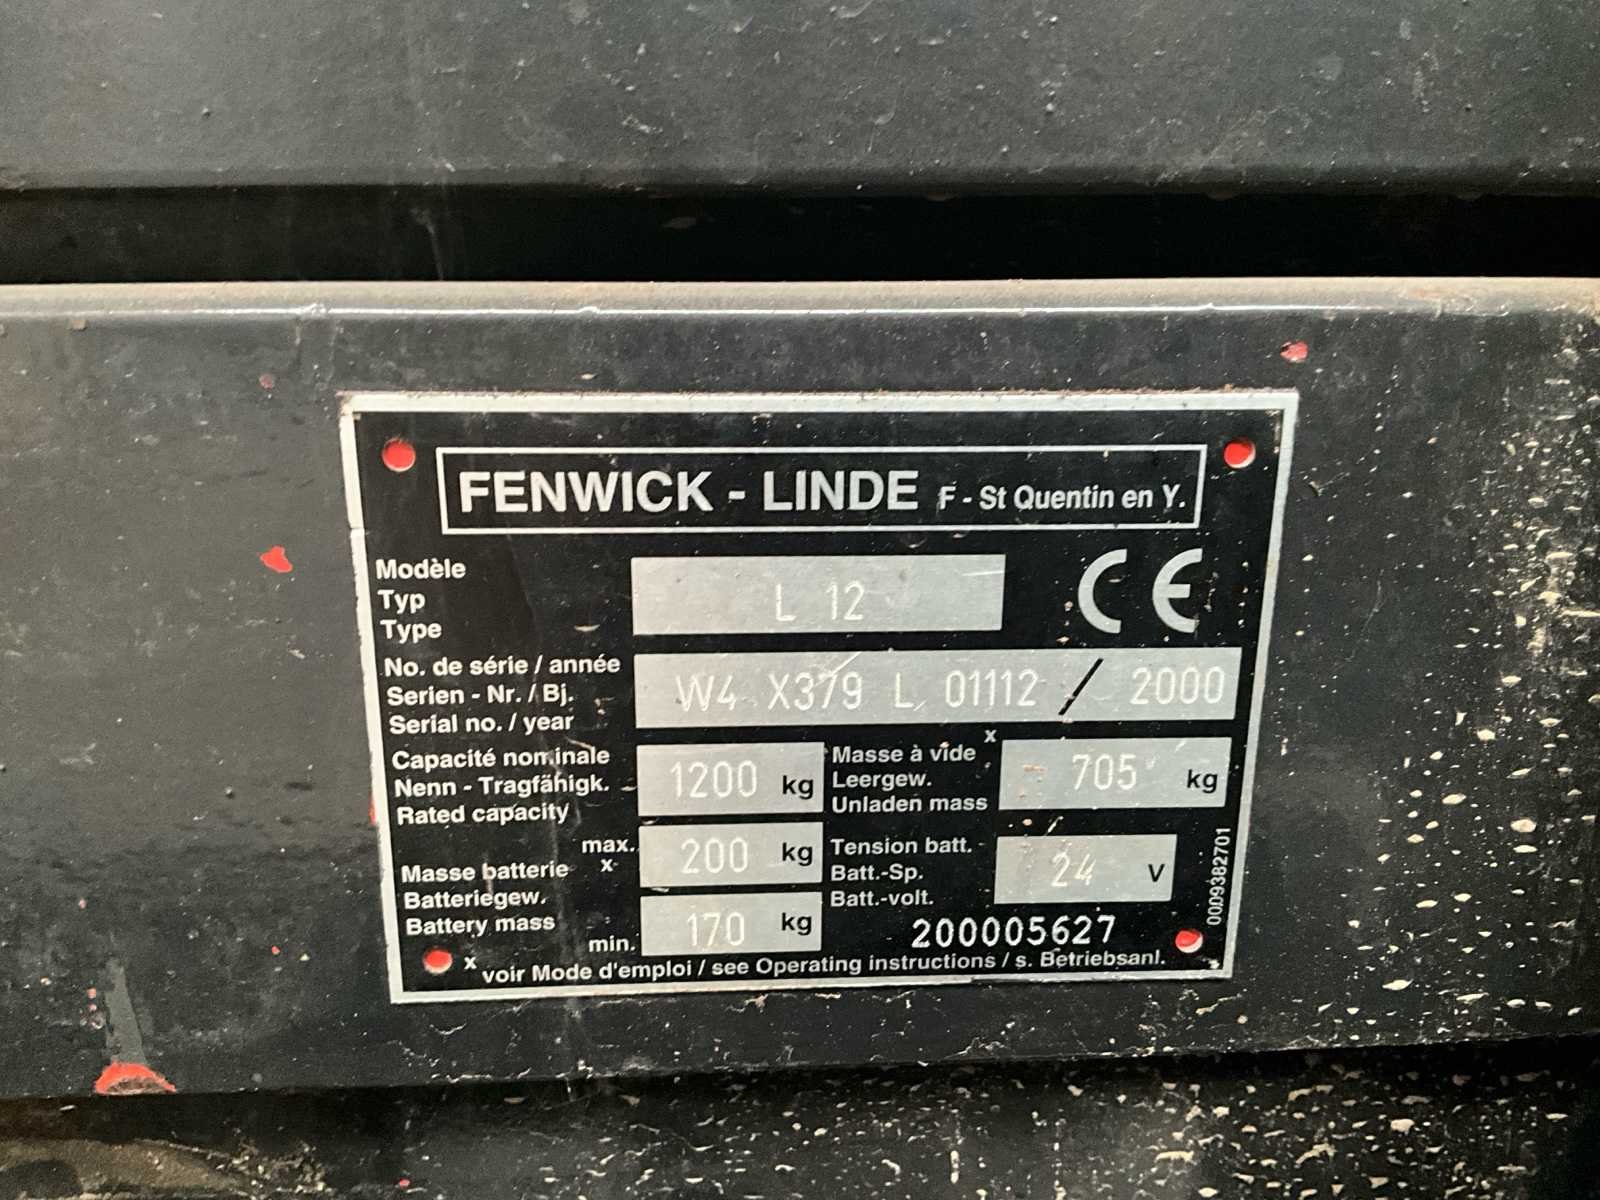 FENWICK - LINDE F - St Quentin en Y.
Modèle
Typ
Type
L 12
CE
No. de série / année
Serien - Nr. / Bj.
Serial no. / year
W4 X379 L 01112 / 2000
Capacité nominale
Nenn - Tragfähigk.
Rated capacity
1200 kg
Masse à vide x
Leergew.
Unladen mass
705 kg
Masse batterie x
Batteriegew.
Battery mass
max. 200 kg
min. 170 kg
Tension batt.
Batt.-Sp.
Batt.-volt.
24 V
200005627
0009382701
x voir Mode d'emploi / see Operating instructions / s. Betriebsanl.